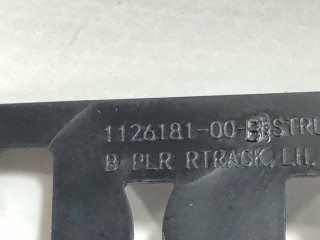 1126181-00-B STRU
B PLR RTRACK, LH,